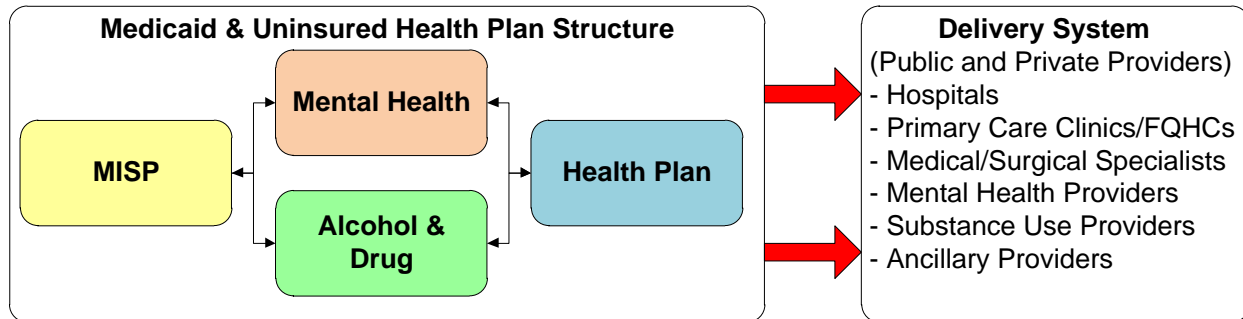 Medicaid & Uninsured Health Plan Structure
Mental Health
MISP
Health Plan
Alcohol &
Drug
Delivery System
(Public and Private Providers)
- Hospitals
- Primary Care Clinics/FQHCs
- Medical/Surgical Specialists
- Mental Health Providers
- Substance Use Providers
- Ancillary Providers